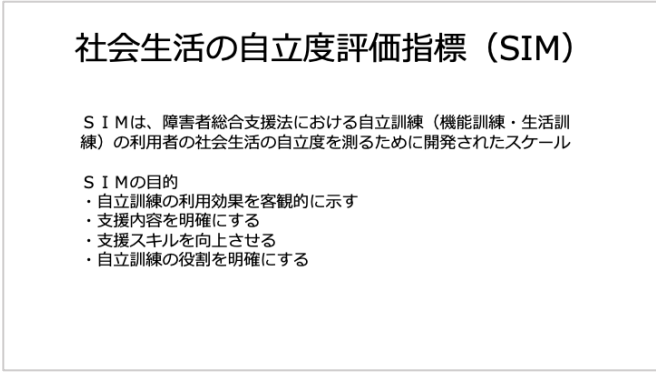 社会生活の自立度評価指標（SIM）
ＳＩＭは、障害者総合支援法における自立訓練（機能訓練・生活訓
練）の利用者の社会生活の自立度を測るために開発されたスケール
ＳＩＭの目的
・自立訓練の利用効果を客観的に示す
・支援内容を明確にする
・支援スキルを向上させる
・自立訓練の役割を明確にする